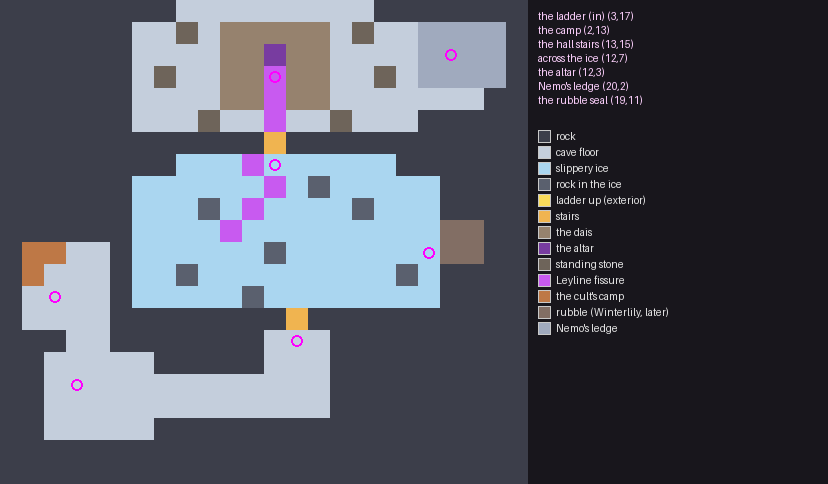 the ladder (in) (3,17)
the camp (2,13)
the hall stairs (13,15)
across the ice (12,7)
the altar (12,3)
Nemo's ledge (20,2)
the rubble seal (19,11)
rock
cave floor
slippery ice
rock in the ice
ladder up (exterior)
stairs
the dais
the altar
standing stone
Leyline fissure
the cult's camp
rubble (Winterlily, later)
Nemo's ledge